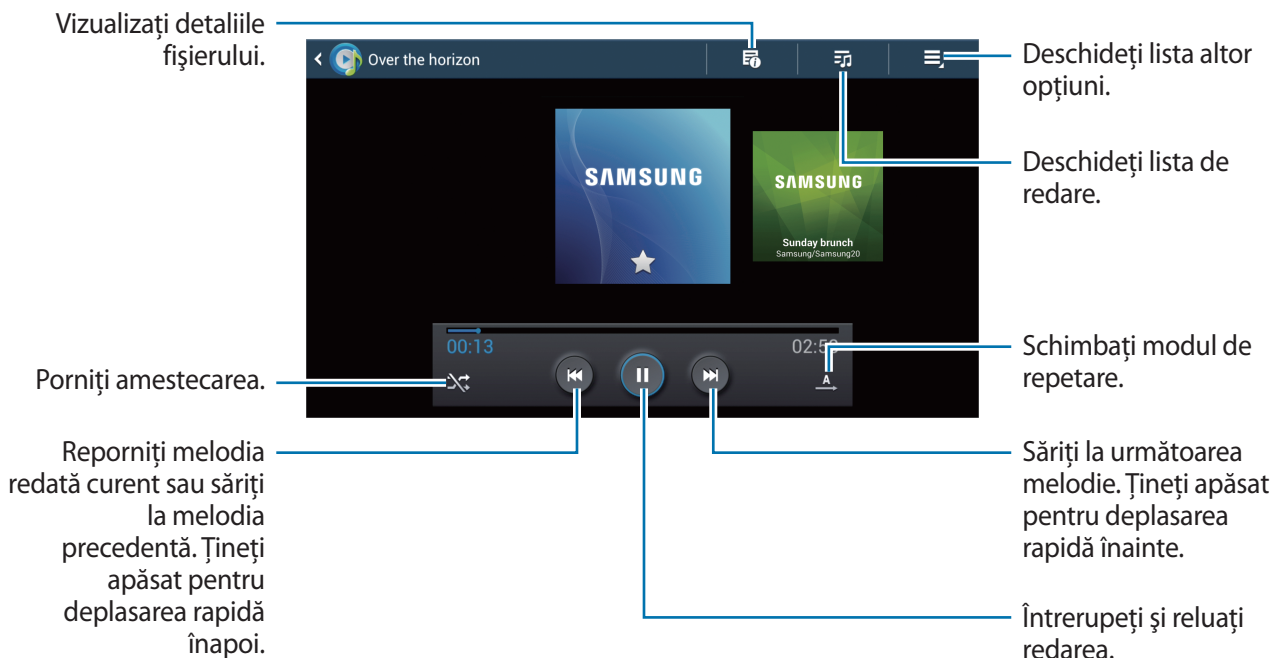 Vizualizați detaliile
fişierului.
Over the horizon
Deschideți lista altor
opțiuni.
SAMSUNG
SAMSUNG
Sunday brunch
Samsung/Samsung20
Deschideți lista de
redare.
00:13
Schimbați modul de
repetare.
A
Porniți amestecarea.
Reporniți melodia
redată curent sau săriți
la melodia
precedentă. Țineți
apăsat pentru
deplasarea rapidă
înapoi.
Săriți la următoarea
melodie. Țineți apăsat
pentru deplasarea
rapidă înainte.
Întrerupeți şi reluați
redarea.